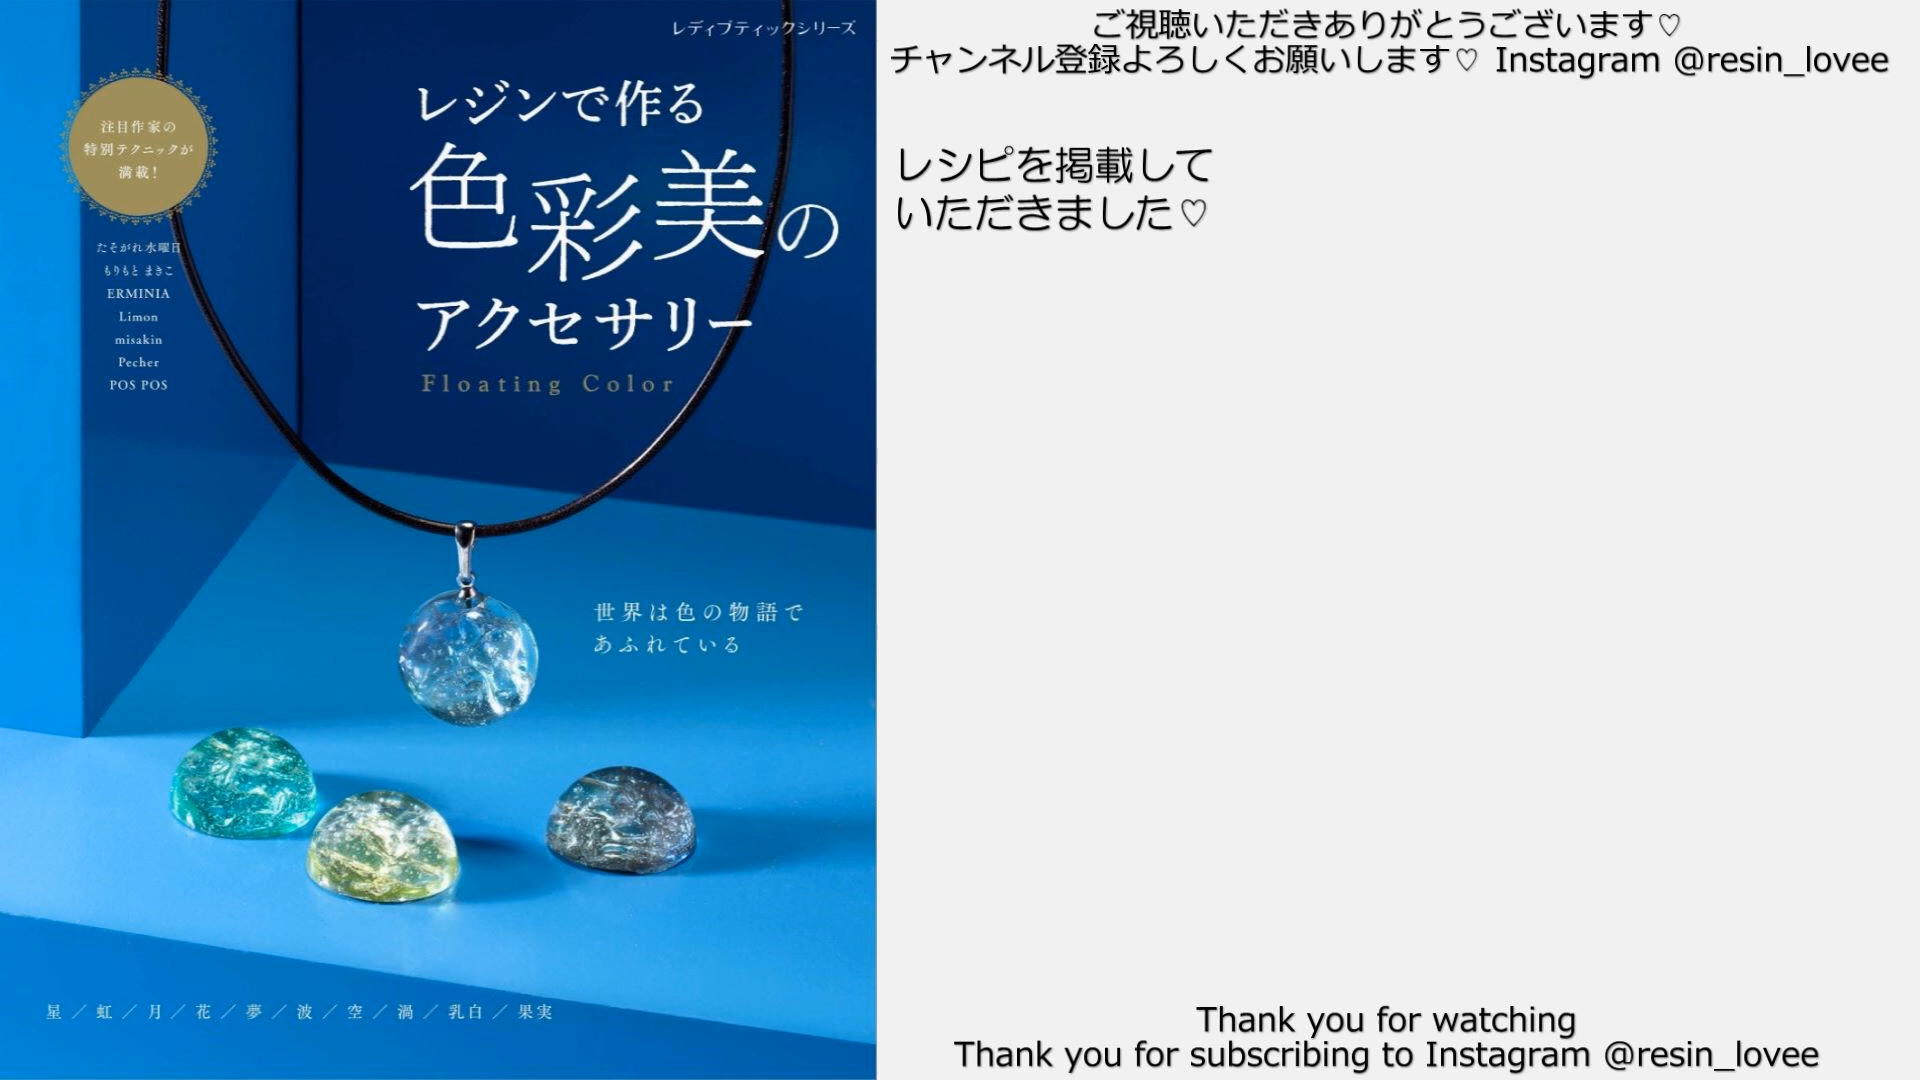 レディブティックシリーズ
注目作家の
特別テクニックが
満載!
レジンで作る
色彩美の
アクセサリー
Floating Color
たそがれ水曜日
もりもと まきこ
ERMINIA
Limon
misakin
Pecher
POS POS
世界は色の物語で
あふれている
星／虹／月／花／夢／波／空／渦／乳白／果実
ご視聴いただきありがとうございます♡
チャンネル登録よろしくお願いします♡ Instagram @resin_lovee
レシピを掲載して
いただきました♡
Thank you for watching
Thank you for subscribing to Instagram @resin_lovee